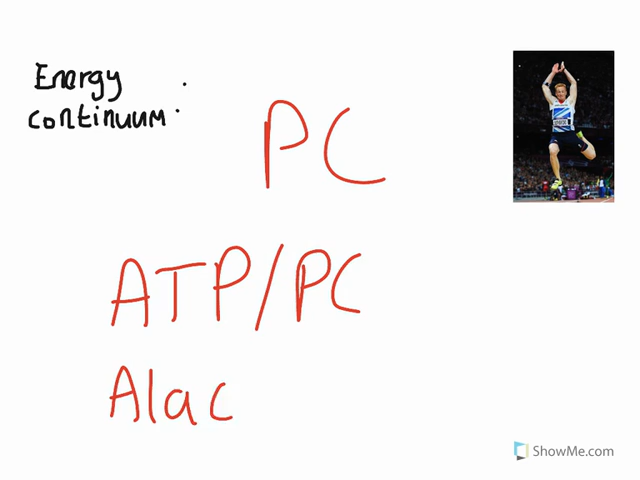 Energy
continuum
PC
ATP/PC
Alac
ShowMe.com